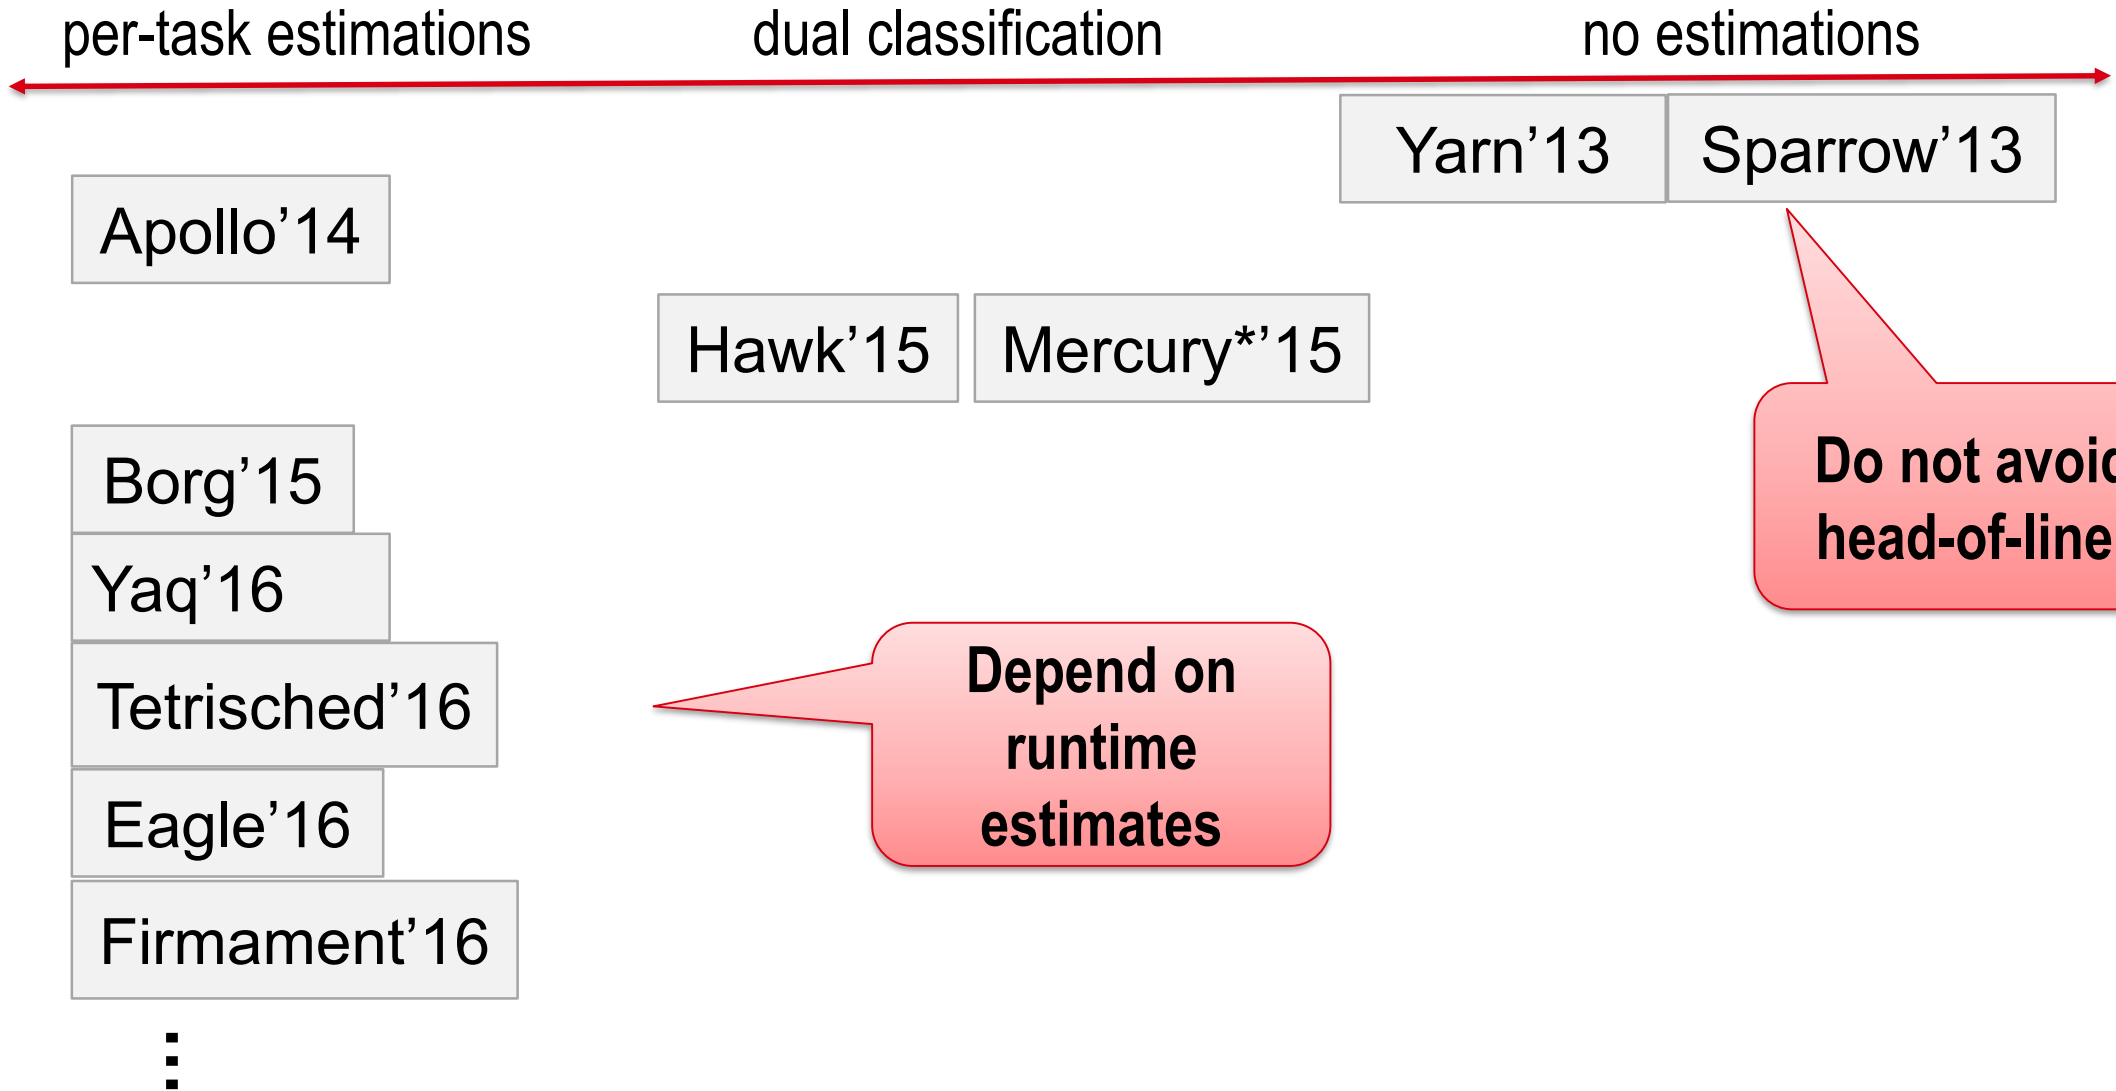 per-task estimations
dual classification
no estimations
Yarn’13
Sparrow’13
Apollo’14
Hawk’15
Mercury*’15
Do not avoid
head-of-line
Borg’15
Yaq’16
Tetrisched’16
Eagle’16
Firmament’16
Depend on
runtime
estimates
...